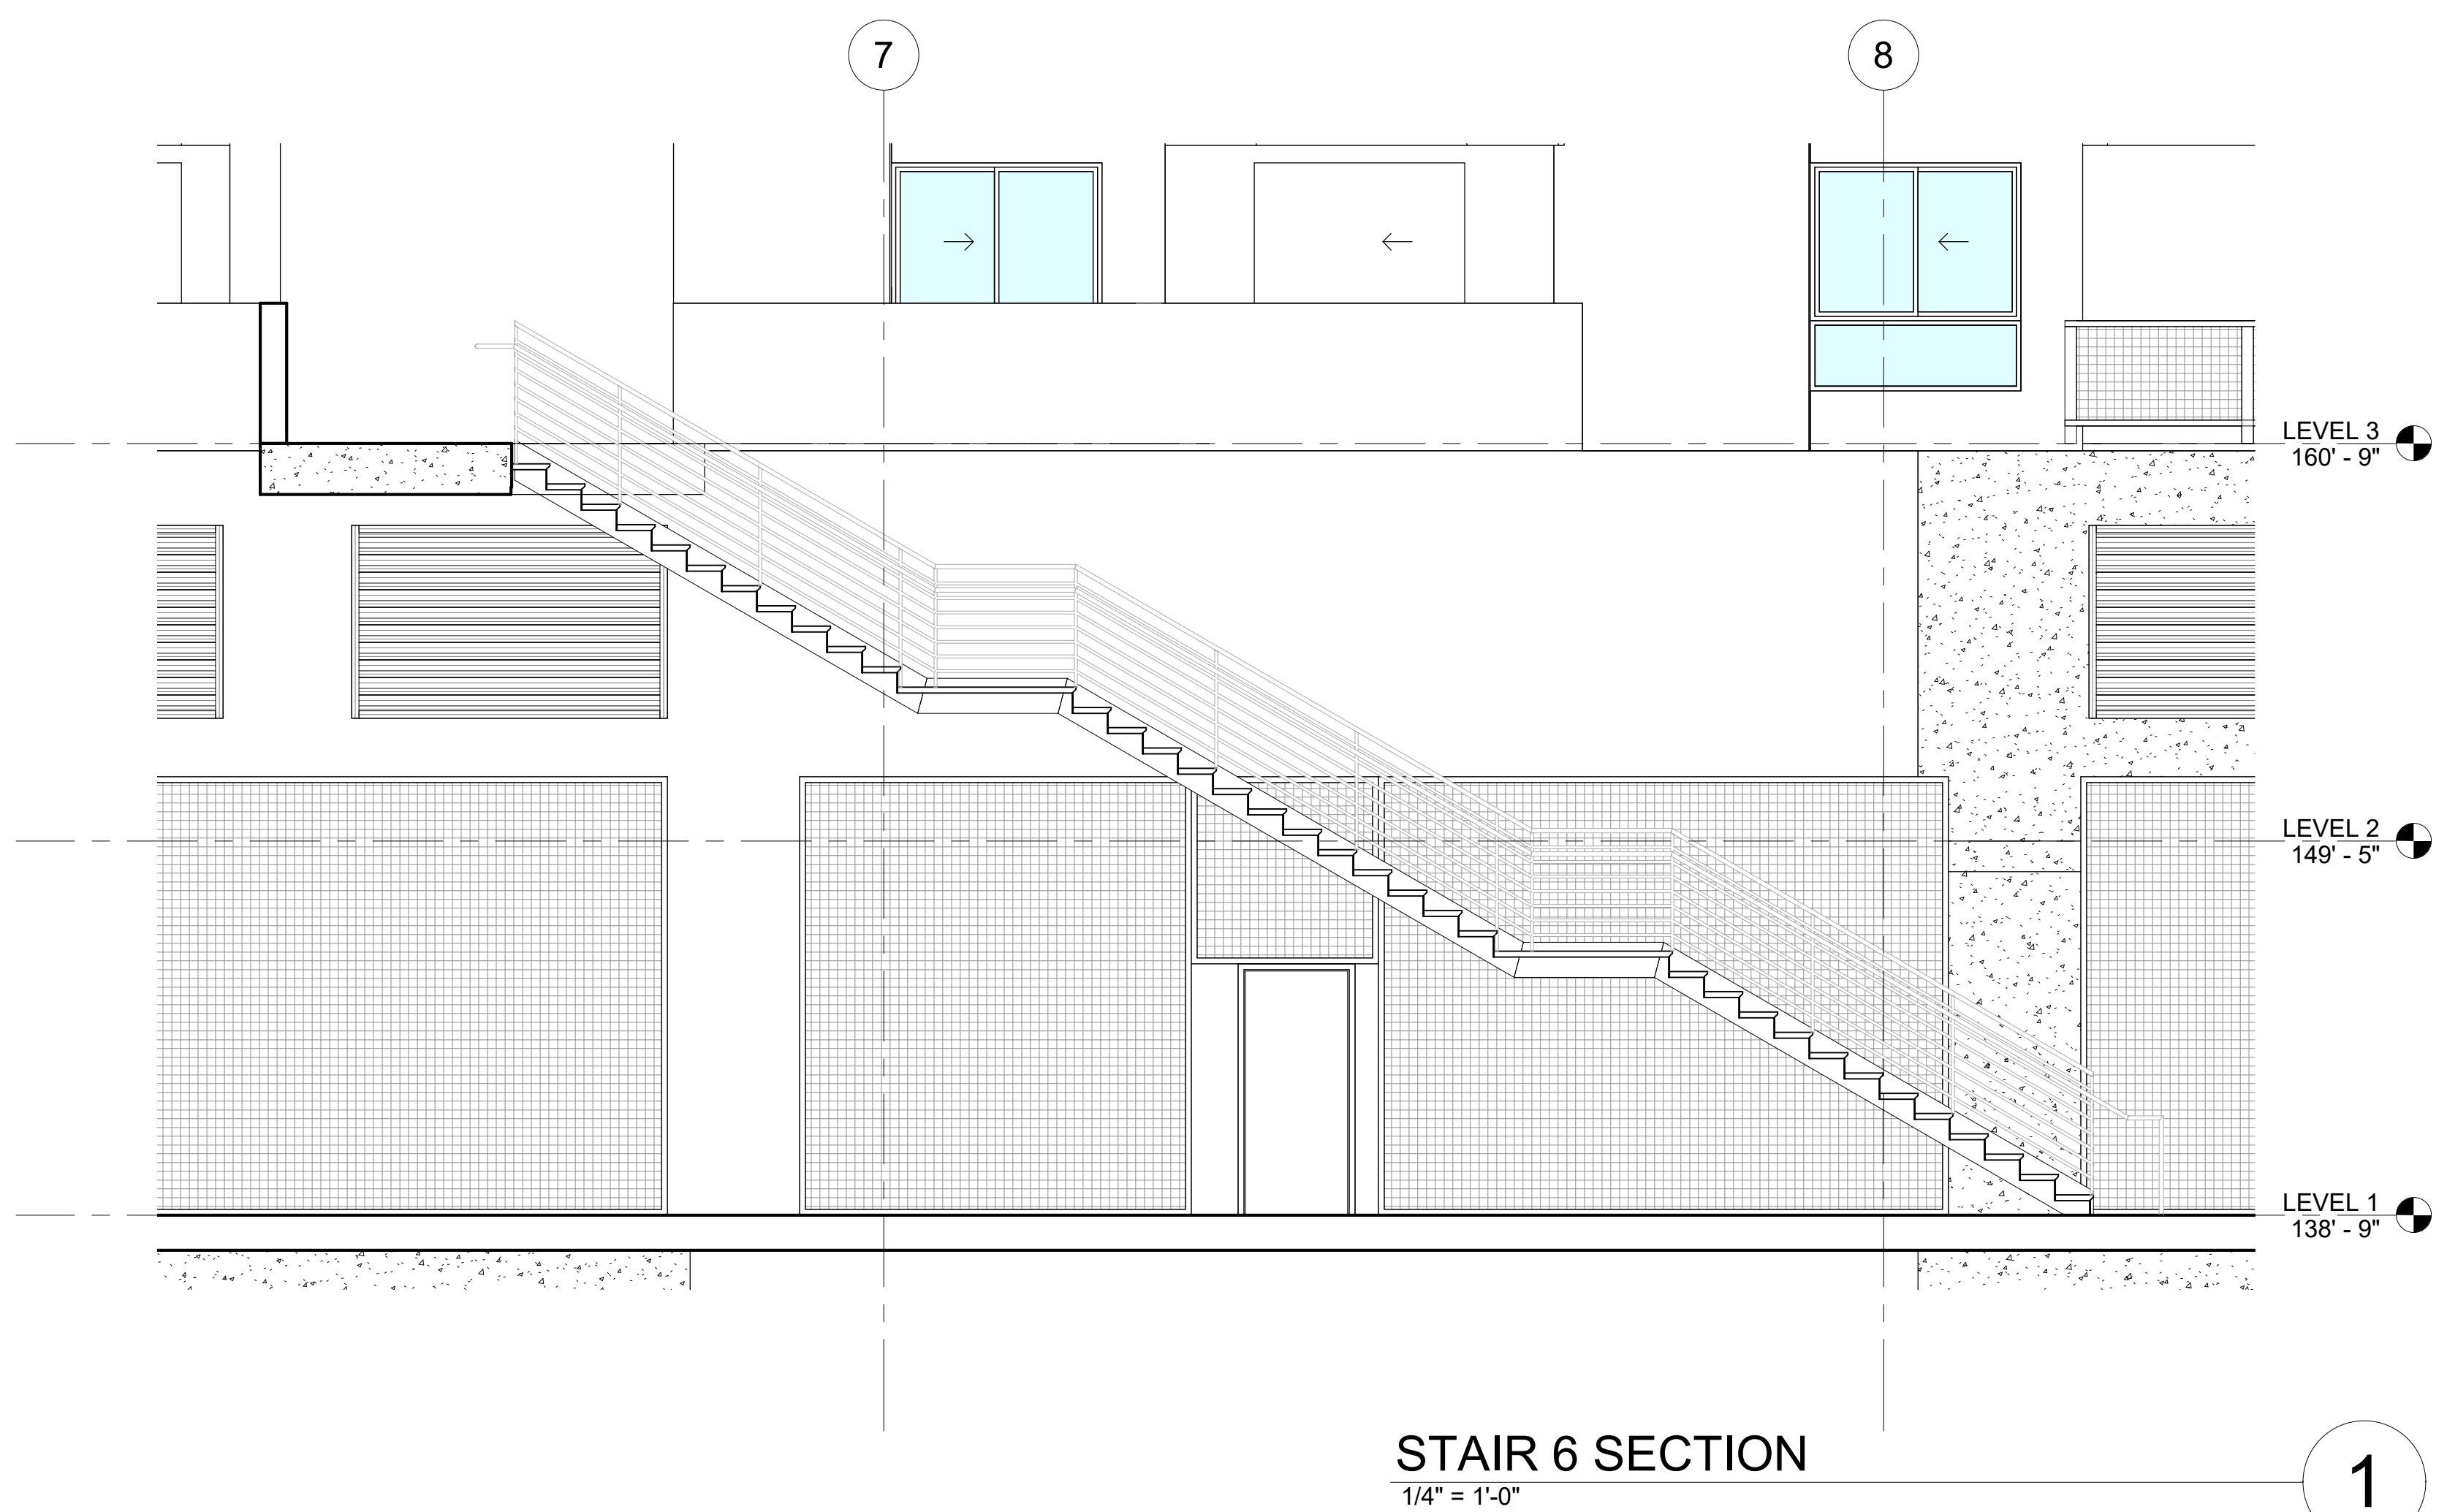 7
8
LEVEL 3
160' - 9"
LEVEL 2
149' - 5"
LEVEL 1
138' - 9"
STAIR 6 SECTION
1/4" = 1'-0"
1